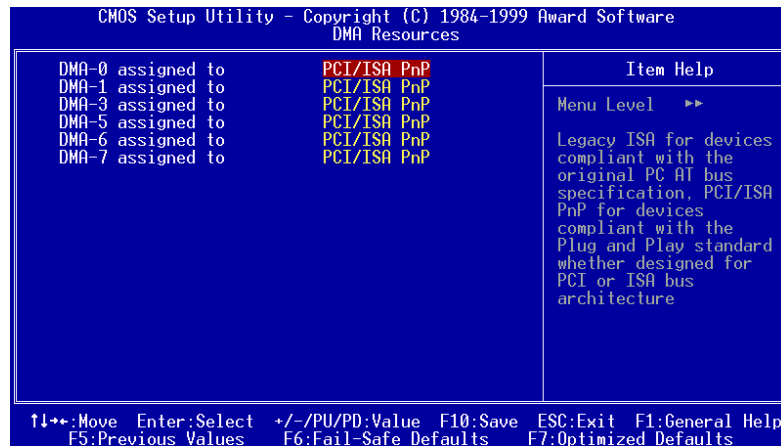 CMOS Setup Utility - Copyright (C) 1984-1999 Award Software
DMA Resources
DMA-0 assigned to PCI/ISA PnP
DMA-1 assigned to PCI/ISA PnP
DMA-3 assigned to PCI/ISA PnP
DMA-5 assigned to PCI/ISA PnP
DMA-6 assigned to PCI/ISA PnP
DMA-7 assigned to PCI/ISA PnP
Item Help
Menu Level ▸▸
Legacy ISA for devices
compliant with the
original PC AT bus
specification, PCI/ISA
PnP for devices
compliant with the
Plug and Play standard
whether designed for
PCI or ISA bus
architecture
↑↓→←:Move Enter:Select +/-/PU/PD:Value F10:Save ESC:Exit F1:General Help
F5:Previous Values F6:Fail-Safe Defaults F7:Optimized Defaults